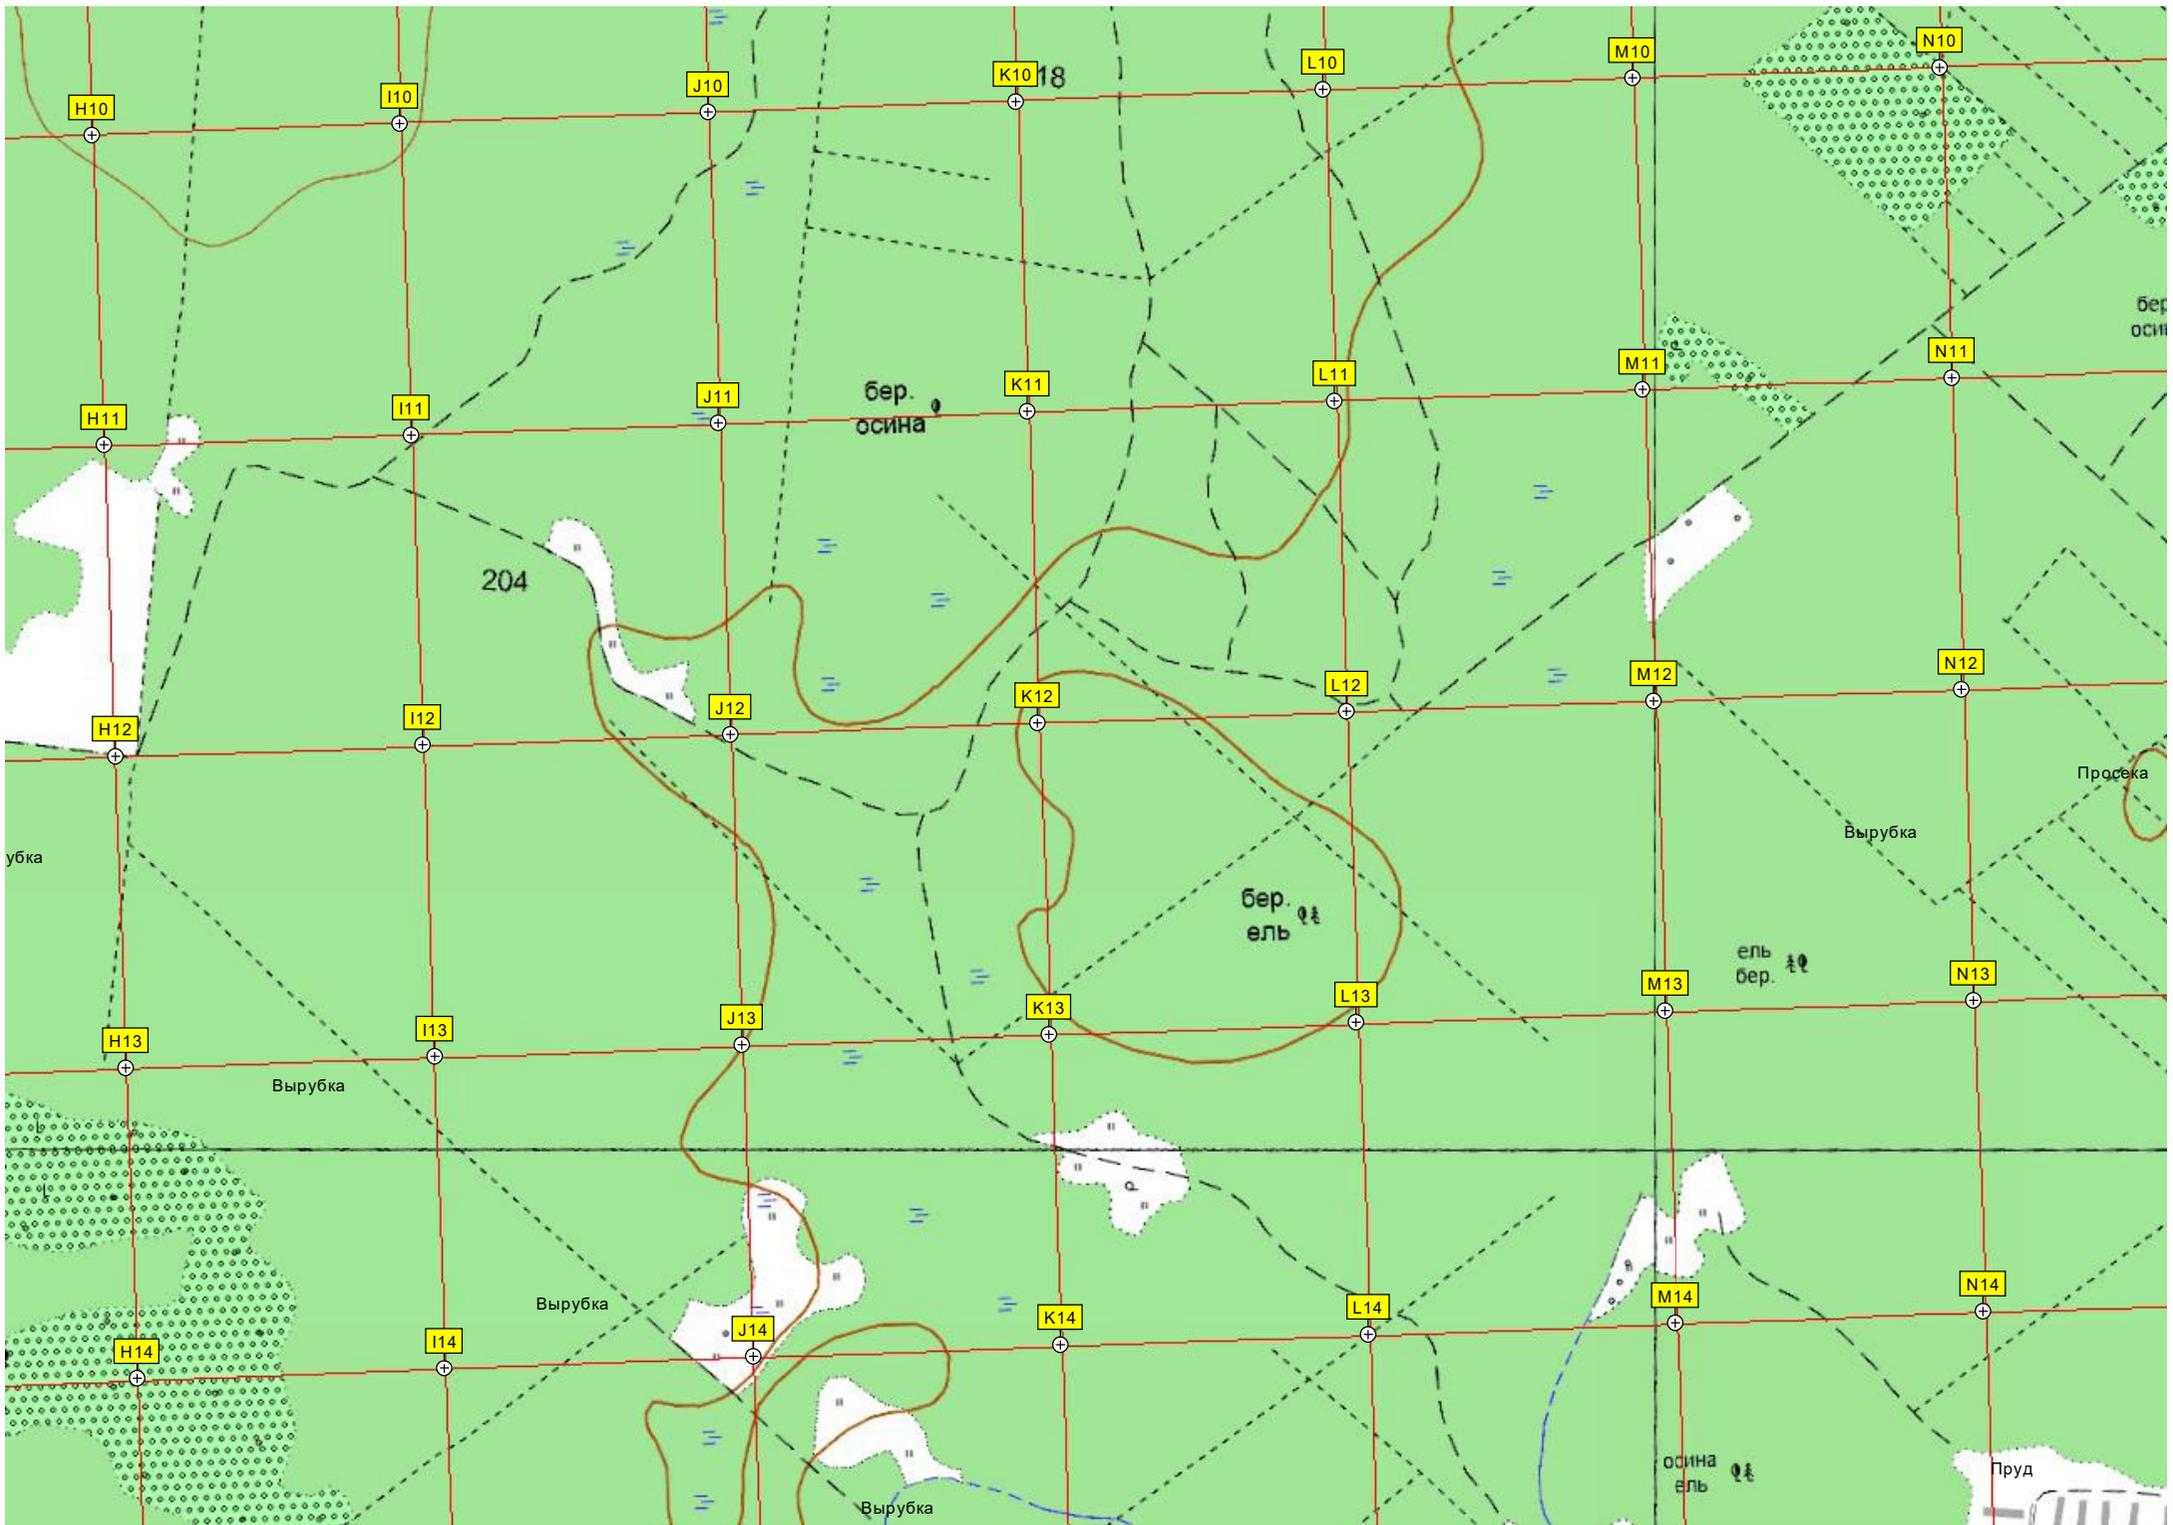 N10
M10
L10
K10 18
J10
I10
H10
бер.
N11
M11
L11
K11
бер.
осина
J11
I11
H11
204
N12
M12
L12
K12
J12
I12
H12
Просека
Вырубка
убка
бер.
ель
ель
бер.
N13
M13
L13
K13
J13
I13
H13
Вырубка
N14
M14
Вырубка
L14
K14
J14
I14
H14
осина
ель
Пруд
Вырубка